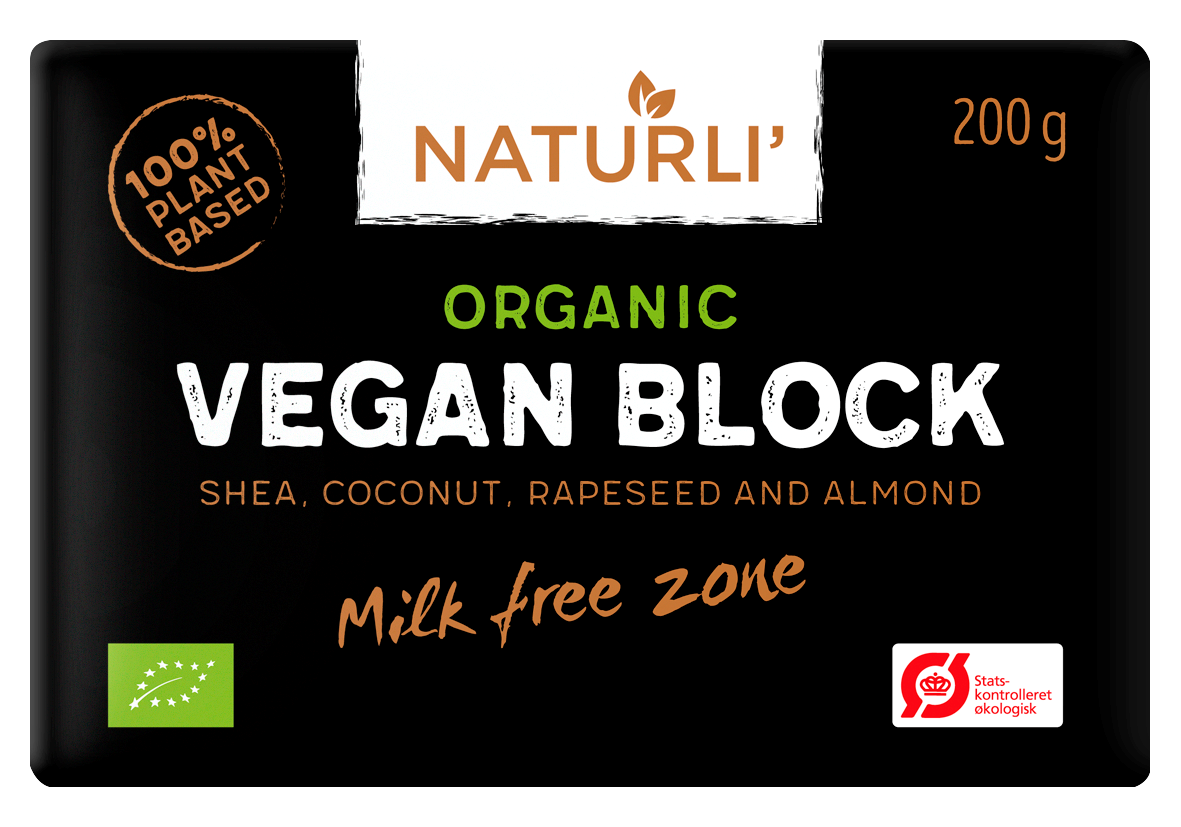 100%
PLANT
BASED
NATURLI’
200 g
ORGANIC
VEGAN BLOCK
SHEA, COCONUT, RAPESEED AND ALMOND
Milk free zone
Stats-
kontrolleret
økologisk